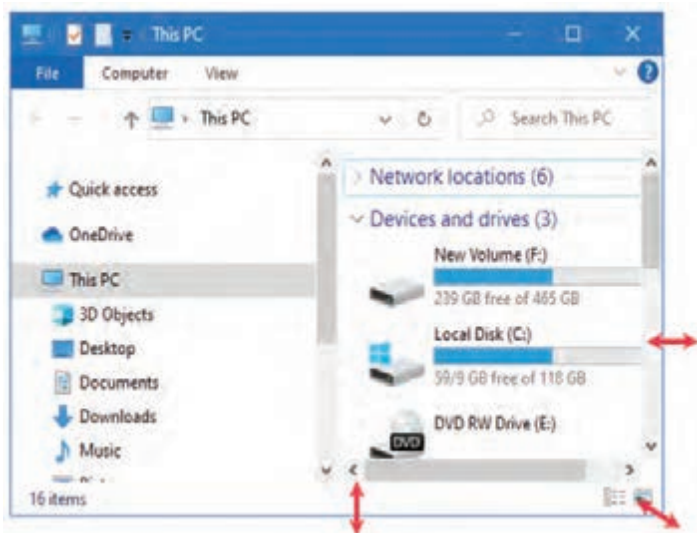 This PC
File Computer View
This PC
Search This PC
Quick access
OneDrive
This PC
3D Objects
Desktop
Documents
Downloads
Music
16 items
Network locations (6)
Devices and drives (3)
New Volume (F:)
239 GB free of 465 GB
Local Disk (C:)
59/9 GB free of 118 GB
DVD RW Drive (E:)
DVD